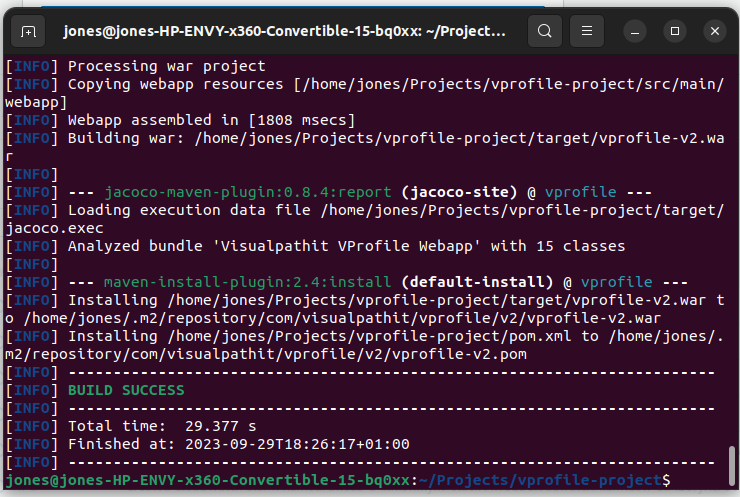 jones@jones-HP-ENVY-x360-Convertible-15-bq0xx: ~/Project...
[INFO] Processing war project
[INFO] Copying webapp resources [/home/jones/Projects/vprofile-project/src/main/
webapp]
[INFO] Webapp assembled in [1808 msecs]
[INFO] Building war: /home/jones/Projects/vprofile-project/target/vprofile-v2.wa
r
[INFO]
[INFO] --- jacoco-maven-plugin:0.8.4:report (jacoco-site) @ vprofile ---
[INFO] Loading execution data file /home/jones/Projects/vprofile-project/target/
jacoco.exec
[INFO] Analyzed bundle 'Visualpathit VProfile Webapp' with 15 classes
[INFO]
[INFO] --- maven-install-plugin:2.4:install (default-install) @ vprofile ---
[INFO] Installing /home/jones/Projects/vprofile-project/target/vprofile-v2.war t
o /home/jones/.m2/repository/com/visualpathit/vprofile/v2/vprofile-v2.war
[INFO] Installing /home/jones/Projects/vprofile-project/pom.xml to /home/jones/.
m2/repository/com/visualpathit/vprofile/v2/vprofile-v2.pom
[INFO] ------------------------------------------------------------------------
[INFO] BUILD SUCCESS
[INFO] ------------------------------------------------------------------------
[INFO] Total time:  29.377 s
[INFO] Finished at: 2023-09-29T18:26:17+01:00
[INFO] ------------------------------------------------------------------------
jones@jones-HP-ENVY-x360-Convertible-15-bq0xx:~/Projects/vprofile-project$